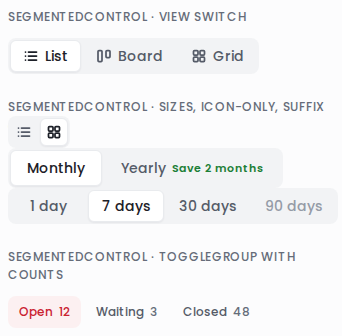 SEGMENTEDCONTROL · VIEW SWITCH
List Board Grid
SEGMENTEDCONTROL · SIZES, ICON-ONLY, SUFFIX
Monthly Yearly Save 2 months
1 day 7 days 30 days 90 days
SEGMENTEDCONTROL · TOGGLEGROUP WITH
COUNTS
Open 12 Waiting 3 Closed 48